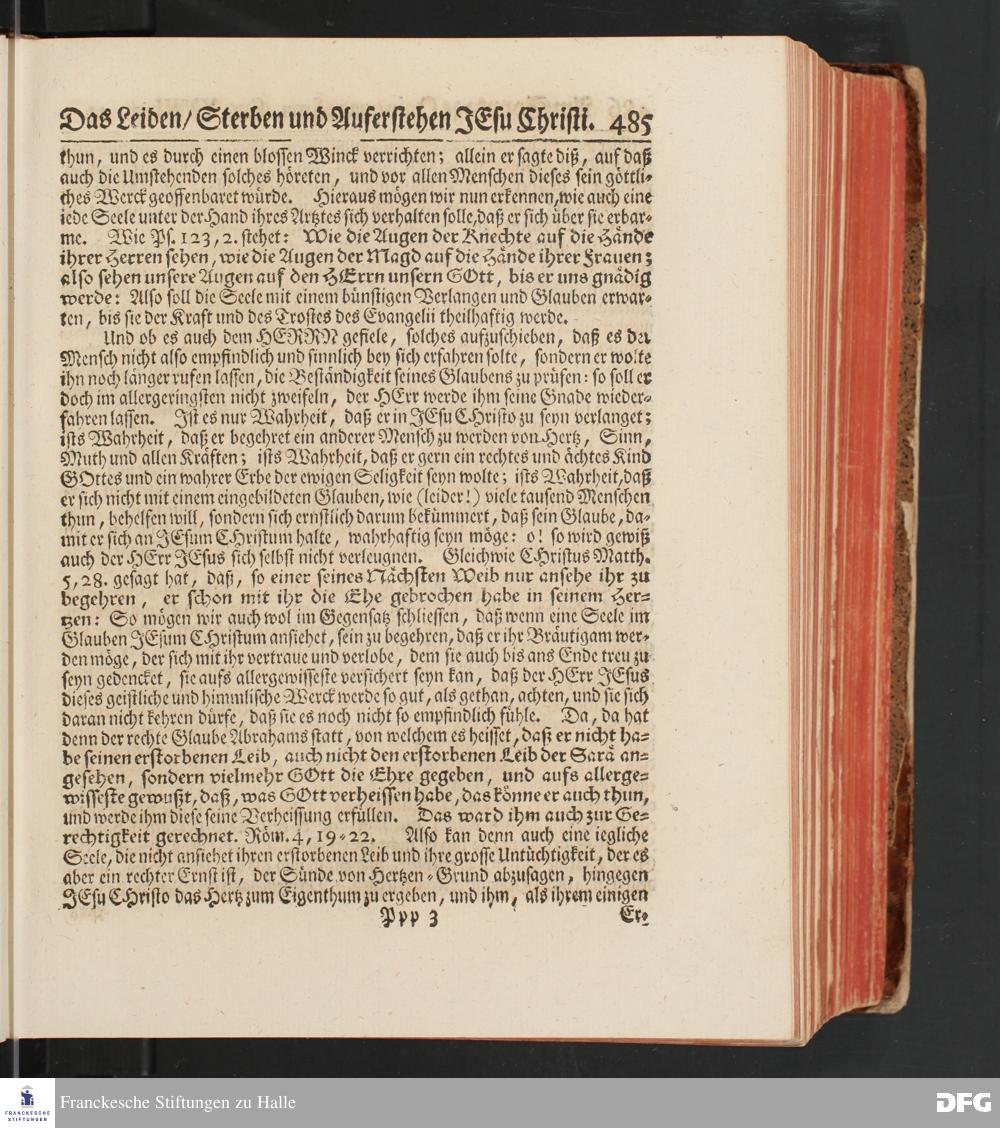 Das Leiden/ Sterben und Auferstehen JEsu Christi. 485
thun, und es durch einen blossen Winck verrichten; allein er sagte diß, auf daß
auch die Umstehenden solches höreten, und vor allen Menschen dieses sein göttli-
ches Werck geoffenbaret würde. Hieraus mögen wir nun erkennen, wie auch eine
iede Seele unter der Hand ihres Artztes sich verhalten solle, daß er sich über sie erbar-
me. Wie Ps. 123, 2. stehet: Wie die Augen der Knechte auf die Hände
ihrer Herren sehen, wie die Augen der Magd auf die Hände ihrer Frauen;
also sehen unsere Augen auf den HErrn unsern GOtt, bis er uns gnädig
werde: Also soll die Seele mit einem bünstigen Verlangen und Glauben erwar-
ten, bis sie der Kraft und des Trostes des Evangelii theilhaftig werde.
Und ob es auch dem HERRN gefiele, solches aufzuschieben, daß es der
Mensch nicht also empfindlich und sinnlich bey sich erfahren solte, sondern er wolte
ihn noch länger rufen lassen, die Beständigkeit seines Glaubens zu prüfen: so soll er
doch im allergeringsten nicht zweifeln, der HErr werde ihm seine Gnade wieder-
fahren lassen. Ist es nur Wahrheit, daß er in JEsu CHristo zu seyn verlanget;
ists Wahrheit, daß er begehret ein anderer Mensch zu werden von Hertz, Sinn,
Muth und allen Kräften; ists Wahrheit, daß er gern ein rechtes und ächtes Kind
GOttes und ein wahrer Erbe der ewigen Seligkeit seyn wolte; ists Wahrheit, daß
er sich nicht mit einem eingebildeten Glauben, wie (leider!) viele tausend Menschen
thun, behelfen will, sondern sich ernstlich darum bekümmert, daß sein Glaube, da-
mit er sich an JEsum CHristum halte, wahrhaftig seyn möge: o! so wird gewiß
auch der HErr JEsus sich selbst nicht verleugnen. Gleichwie CHristus Matth.
5, 28. gesagt hat, daß, so einer seines Nächsten Weib nur ansehe ihr zu
begehren, er schon mit ihr die Ehe gebrochen habe in seinem Her-
tzen: So mögen wir auch wol im Gegensatz schliessen, daß wenn eine Seele im
Glauben JEsum CHristum ansiehet, sein zu begehren, daß er ihr Bräutigam wer-
den möge, der sich mit ihr vertraue und verlobe, dem sie auch bis ans Ende treu zu
seyn gedencket, sie aufs allergewisseste versichert seyn kan, daß der HErr JEsus
dieses geistliche und himmlische Werck werde so gut, als gethan, achten, und sie sich
daran nicht kehren dürfe, daß sie es noch nicht so empfindlich fühle. Da, da hat
denn der rechte Glaube Abrahams statt, von welchem es heisset, daß er nicht ha-
be seinen erstorbenen Leib, auch nicht den erstorbenen Leib der Sarä an-
gesehen, sondern vielmehr GOtt die Ehre gegeben, und aufs allerge-
wisseste gewußt, daß, was GOtt verheissen habe, das könne er auch thun,
und werde ihm diese seine Verheissung erfüllen. Das ward ihm auch zur Ge-
rechtigkeit gerechnet. Röm. 4, 19-22. Also kan denn auch eine iegliche
Seele, die nicht ansiehet ihren erstorbenen Leib und ihre grosse Untüchtigkeit, der es
aber ein rechter Ernst ist, der Sünde von Hertzen-Grund abzusagen, hingegen
JEsu CHristo das Hertz zum Eigenthum zu ergeben, und ihm, als ihrem einigen
Ppp 3 Er-
FRANCKESCHE
STIFTUNGEN
Franckesche Stiftungen zu Halle
DFG